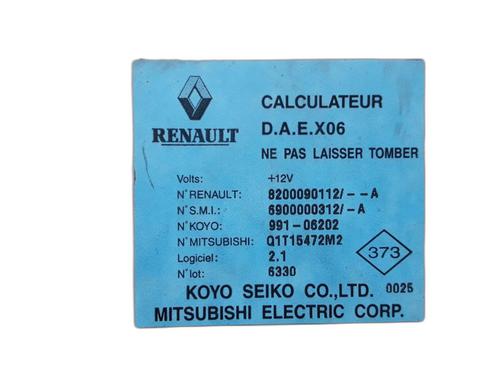 CALCULATEUR
RENAULT D.A.E.X06
NE PAS LAISSER TOMBER
Volts: +12V
N° RENAULT: 8200090112/--A
N° S.M.I.: 6900000312/-A
N° KOYO: 991-06202
N° MITSUBISHI: Q1T15472M2
Logiciel: 2.1
373
N° lot: 6330
KOYO SEIKO CO.,LTD. 0025
MITSUBISHI ELECTRIC CORP.